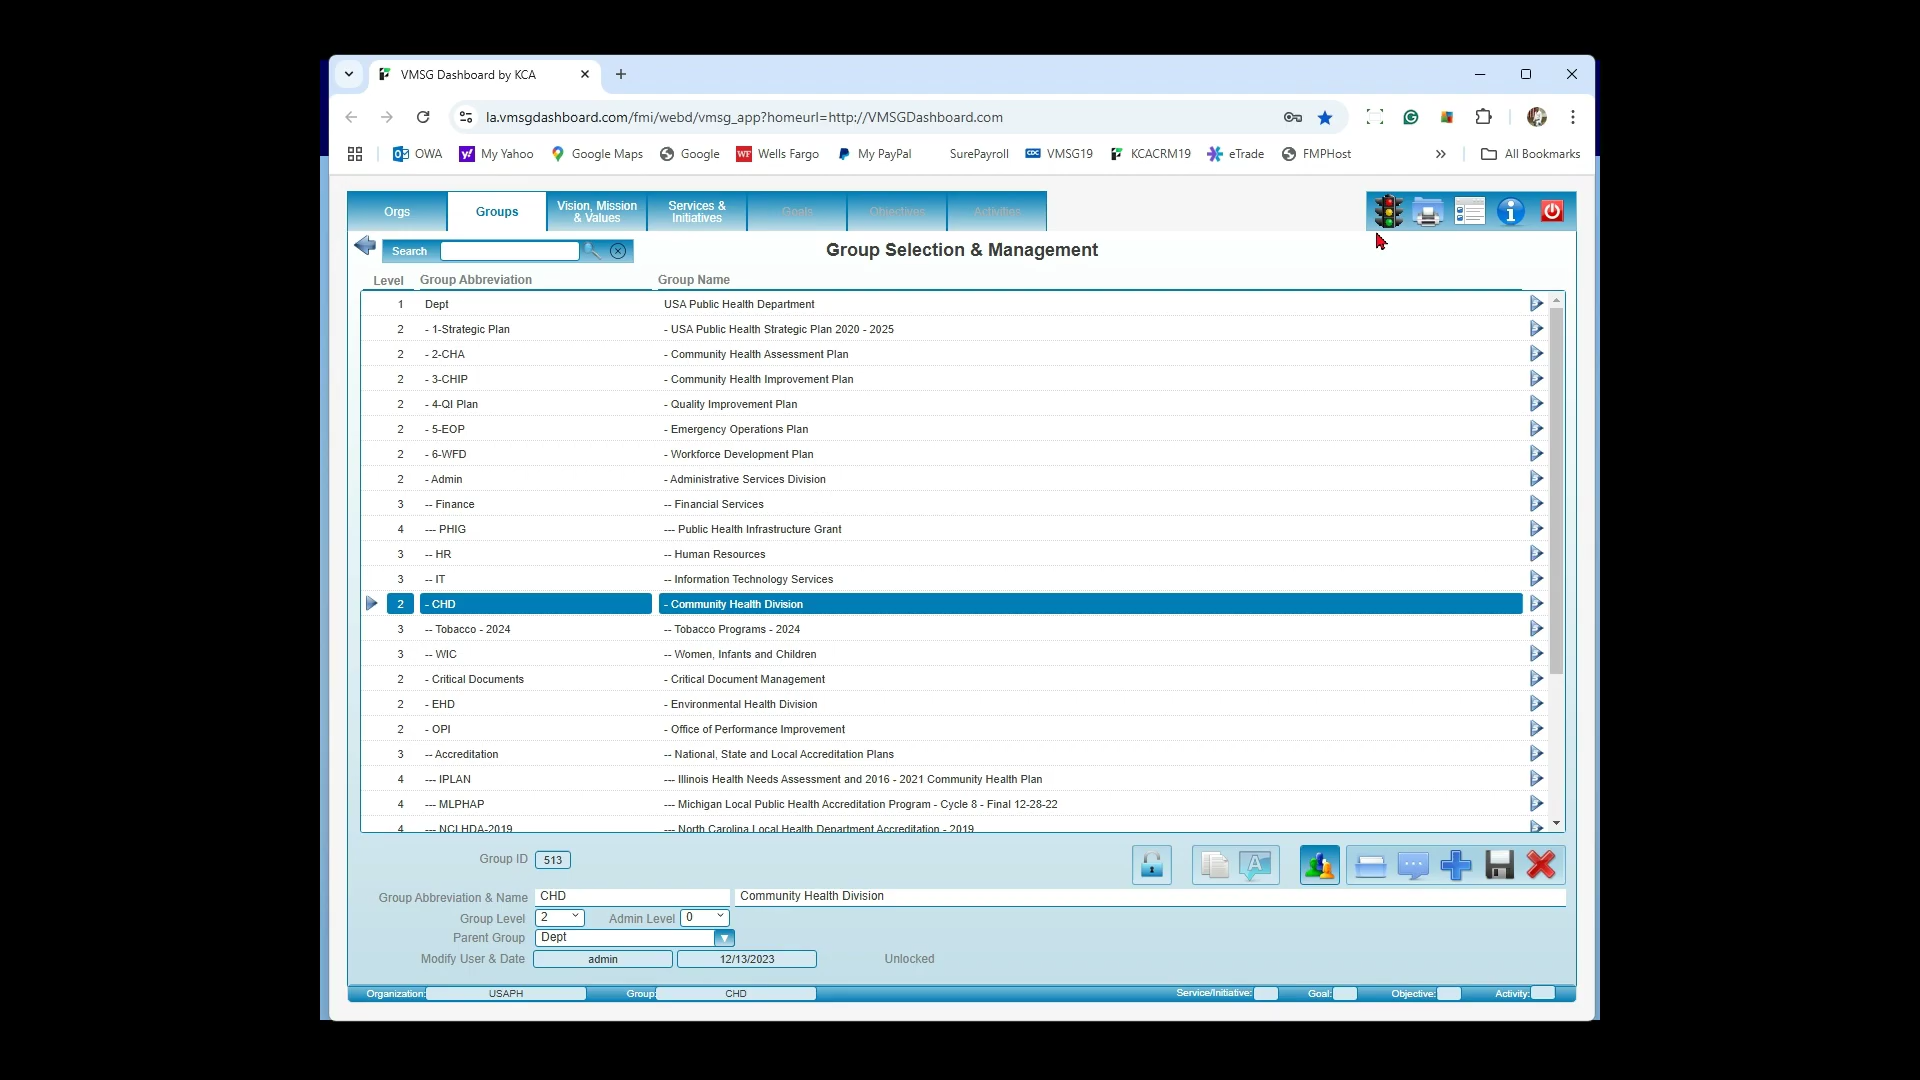 VMSG Dashboard by KCA
la.vmsgdashboard.com/fmi/webd/vmsg_app?homeurl=http://VMSGDashboard.com
OWA My Yahoo Google Maps Google WF Wells Fargo My PayPal SurePayroll CDC VMSG19 KCACRM19 eTrade FMPHost » All Bookmarks
Orgs Groups Vision, Mission & Values Services & Initiatives Goals Objectives Activities
Search
Group Selection & Management
Level Group Abbreviation Group Name
1 Dept USA Public Health Department
2 - 1-Strategic Plan - USA Public Health Strategic Plan 2020 - 2025
2 - 2-CHA - Community Health Assessment Plan
2 - 3-CHIP - Community Health Improvement Plan
2 - 4-QI Plan - Quality Improvement Plan
2 - 5-EOP - Emergency Operations Plan
2 - 6-WFD - Workforce Development Plan
2 - Admin - Administrative Services Division
3 -- Finance -- Financial Services
4 --- PHIG --- Public Health Infrastructure Grant
3 -- HR -- Human Resources
3 -- IT -- Information Technology Services
2 - CHD - Community Health Division
3 -- Tobacco - 2024 -- Tobacco Programs - 2024
3 -- WIC -- Women, Infants and Children
2 - Critical Documents - Critical Document Management
2 - EHD - Environmental Health Division
2 - OPI - Office of Performance Improvement
3 -- Accreditation -- National, State and Local Accreditation Plans
4 --- IPLAN --- Illinois Health Needs Assessment and 2016 - 2021 Community Health Plan
4 --- MLPHAP --- Michigan Local Public Health Accreditation Program - Cycle 8 - Final 12-28-22
4 --- NCLHDA-2019 --- North Carolina Local Health Department Accreditation - 2019
Group ID 513
Group Abbreviation & Name CHD Community Health Division
Group Level 2 Admin Level 0
Parent Group Dept
Modify User & Date admin 12/13/2023 Unlocked
Organization: USAPH Group: CHD Service/Initiative: Goal: Objective: Activity: